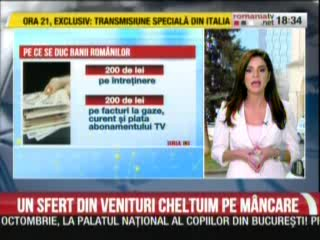 ORA 21, EXCLUSIV: TRANSMISIUNE SPECIALĂ DIN ITALIA
romaniatv
.net
18:34
PE CE SE DUC BANII ROMÂNILOR
200 de lei
pe întreținere
200 de lei
pe facturi la gaze,
curent și plata
abonamentului TV
UN SFERT DIN VENITURI CHELTUIM PE MÂNCARE
OCTOMBRIE, LA PALATUL NAȚIONAL AL COPIILOR DIN BUCUREȘTI!